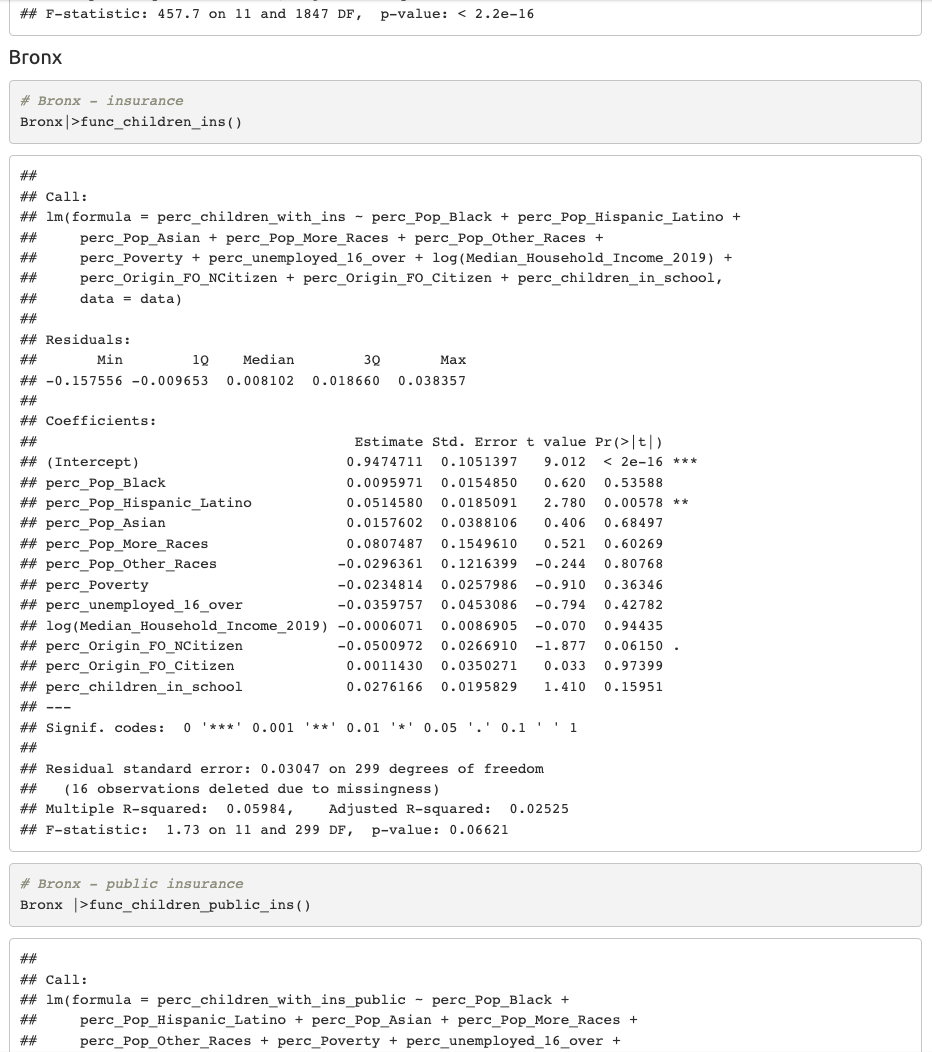 ## F-statistic: 457.7 on 11 and 1847 DF,  p-value: < 2.2e-16
Bronx
# Bronx - insurance
Bronx|>func_children_ins()
##
## Call:
## lm(formula = perc_children_with_ins ~ perc_Pop_Black + perc_Pop_Hispanic_Latino +
##     perc_Pop_Asian + perc_Pop_More_Races + perc_Pop_Other_Races +
##     perc_Poverty + perc_unemployed_16_over + log(Median_Household_Income_2019) +
##     perc_Origin_FO_NCitizen + perc_Origin_FO_Citizen + perc_children_in_school,
##     data = data)
##
## Residuals:
##       Min        1Q    Median        3Q       Max
## -0.157556 -0.009653  0.008102  0.018660  0.038357
##
## Coefficients:
##                                     Estimate Std. Error t value Pr(>|t|)
## (Intercept)                        0.9474711  0.1051397   9.012  < 2e-16 ***
## perc_Pop_Black                     0.0095971  0.0154850   0.620  0.53588
## perc_Pop_Hispanic_Latino           0.0514580  0.0185091   2.780  0.00578 **
## perc_Pop_Asian                     0.0157602  0.0388106   0.406  0.68497
## perc_Pop_More_Races                0.0807487  0.1549610   0.521  0.60269
## perc_Pop_Other_Races              -0.0296361  0.1216399  -0.244  0.80768
## perc_Poverty                      -0.0234814  0.0257986  -0.910  0.36346
## perc_unemployed_16_over           -0.0359757  0.0453086  -0.794  0.42782
## log(Median_Household_Income_2019) -0.0006071  0.0086905  -0.070  0.94435
## perc_Origin_FO_NCitizen           -0.0500972  0.0266910  -1.877  0.06150 .
## perc_Origin_FO_Citizen             0.0011430  0.0350271   0.033  0.97399
## perc_children_in_school            0.0276166  0.0195829   1.410  0.15951
## ---
## Signif. codes:  0 '***' 0.001 '**' 0.01 '*' 0.05 '.' 0.1 ' ' 1
##
## Residual standard error: 0.03047 on 299 degrees of freedom
##   (16 observations deleted due to missingness)
## Multiple R-squared:  0.05984,    Adjusted R-squared:  0.02525
## F-statistic:  1.73 on 11 and 299 DF,  p-value: 0.06621
# Bronx - public insurance
Bronx |>func_children_public_ins()
##
## Call:
## lm(formula = perc_children_with_ins_public ~ perc_Pop_Black +
##     perc_Pop_Hispanic_Latino + perc_Pop_Asian + perc_Pop_More_Races +
##     perc_Pop_Other_Races + perc_Poverty + perc_unemployed_16_over +